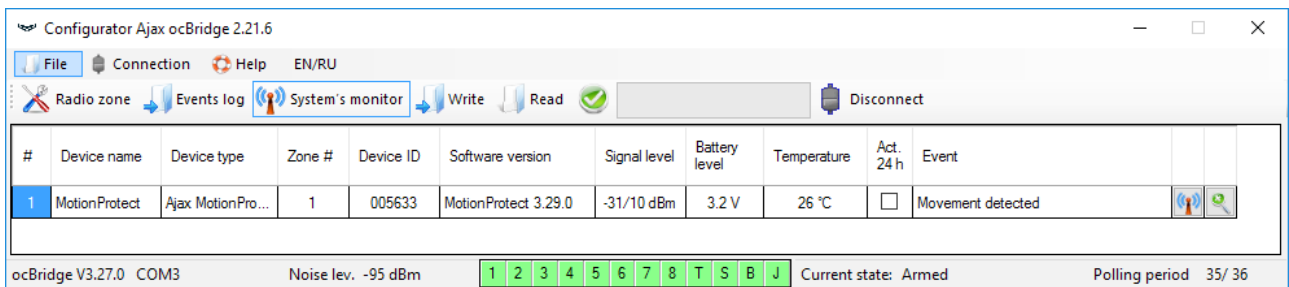 Configurator Ajax ocBridge 2.21.6
File Connection Help EN/RU
Radio zone Events log System's monitor Write Read Disconnect
# Device name Device type Zone # Device ID Software version Signal level Battery level Temperature Act. 24 h Event
1 MotionProtect Ajax MotionPro... 1 005633 MotionProtect 3.29.0 -31/10 dBm 3.2 V 26 °C Movement detected
ocBridge V3.27.0 COM3 Noise lev. -95 dBm 1 2 3 4 5 6 7 8 T S B J Current state: Armed Polling period 35/ 36